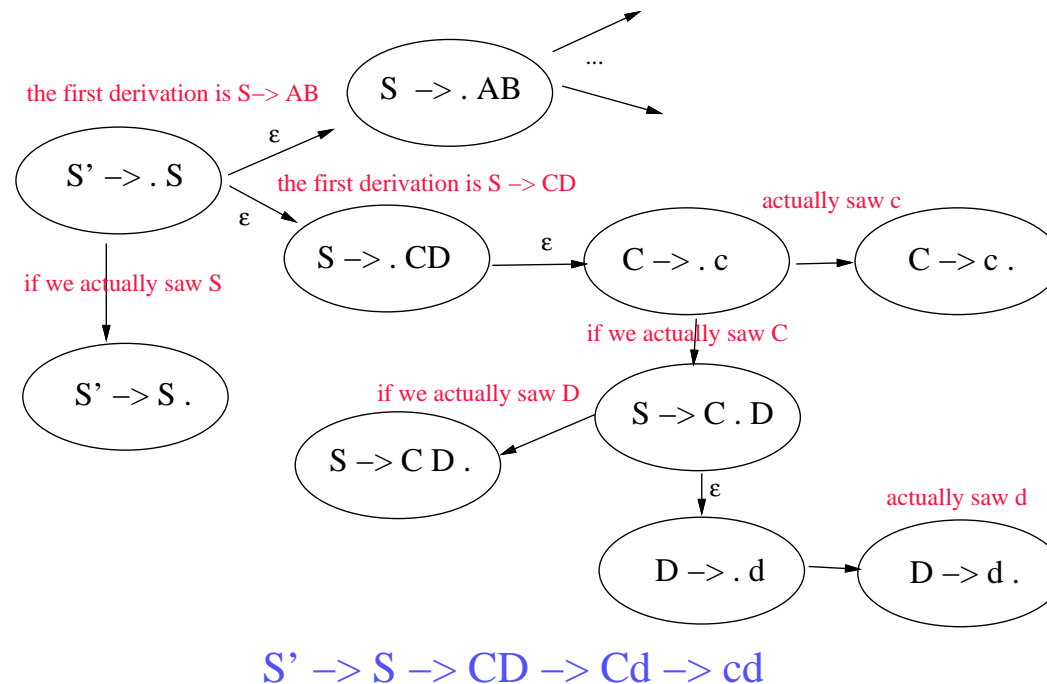 ...
S –> . AB
the first derivation is S–> AB
ε
S’ –> . S
the first derivation is S –> CD
ε
actually saw c
S –> . CD
ε
C –> . c
C –> c .
if we actually saw S
if we actually saw C
S’ –> S .
if we actually saw D
S –> C . D
S –> C D .
ε
actually saw d
D –> . d
D –> d .
S’ –> S –> CD –> Cd –> cd